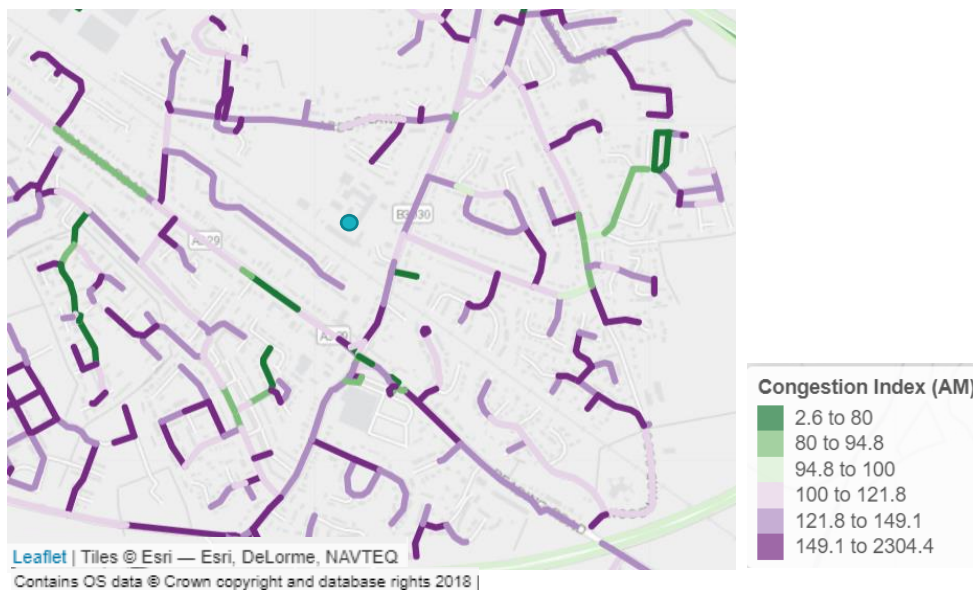 B3030
Congestion Index (AM)
2.6 to 80
80 to 94.8
94.8 to 100
100 to 121.8
121.8 to 149.1
149.1 to 2304.4
Leaflet | Tiles © Esri — Esri, DeLorme, NAVTEQ
Contains OS data © Crown copyright and database rights 2018 |